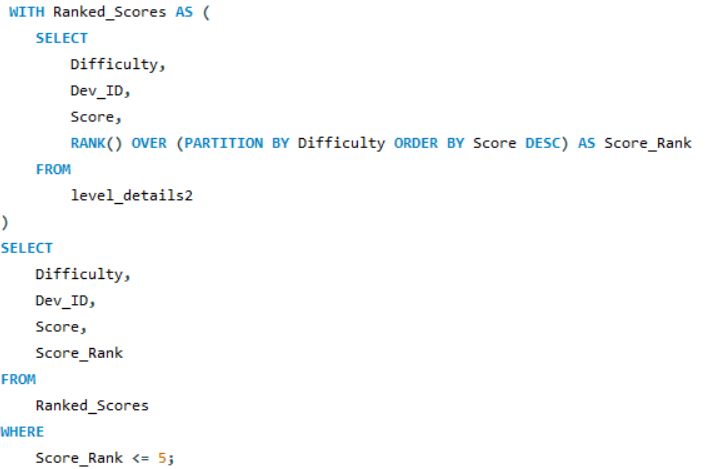 WITH Ranked_Scores AS (
SELECT
Difficulty,
Dev_ID,
Score,
RANK() OVER (PARTITION BY Difficulty ORDER BY Score DESC) AS Score_Rank
FROM
level_details2
)
SELECT
Difficulty,
Dev_ID,
Score,
Score_Rank
FROM
Ranked_Scores
WHERE
Score_Rank <= 5;